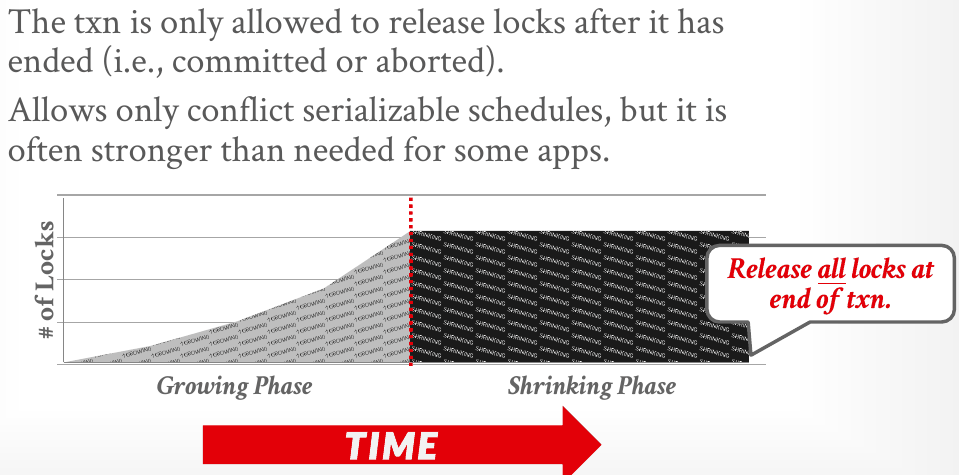 The txn is only allowed to release locks after it has
ended (i.e., committed or aborted).
Allows only conflict serializable schedules, but it is
often stronger than needed for some apps.
# of Locks
GROWING
SHRINKING
Release all locks at
end of txn.
Growing Phase
Shrinking Phase
TIME